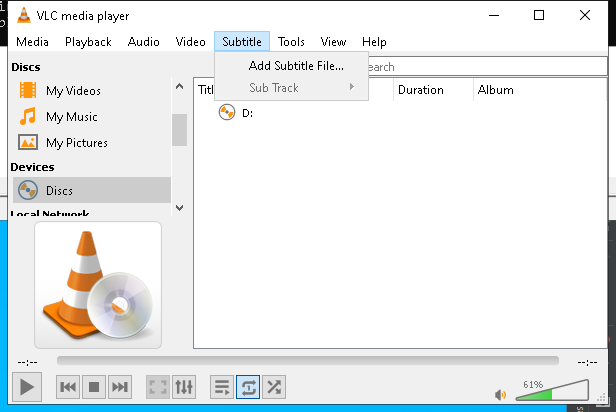 VLC media player
Media Playback Audio Video Subtitle Tools View Help
Add Subtitle File...
Sub Track
Discs
My Videos
My Music
My Pictures
Devices
Discs
Local Network
earch
Titl Duration Album
D:
--:-- --:--
61%